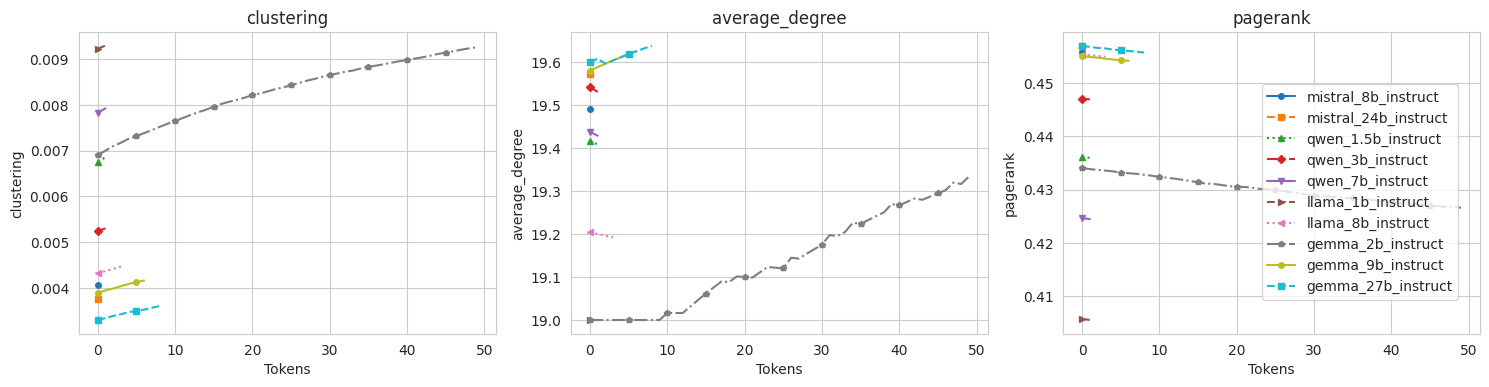 clustering
clustering
0.009
0.008
0.007
0.006
0.005
0.004
0
10
20
30
40
50
Tokens
average_degree
average_degree
19.6
19.5
19.4
19.3
19.2
19.1
19.0
0
10
20
30
40
50
Tokens
pagerank
pagerank
0.45
0.44
0.43
0.42
0.41
0
10
20
30
40
50
Tokens
mistral_8b_instruct
mistral_24b_instruct
qwen_1.5b_instruct
qwen_3b_instruct
qwen_7b_instruct
llama_1b_instruct
llama_8b_instruct
gemma_2b_instruct
gemma_9b_instruct
gemma_27b_instruct